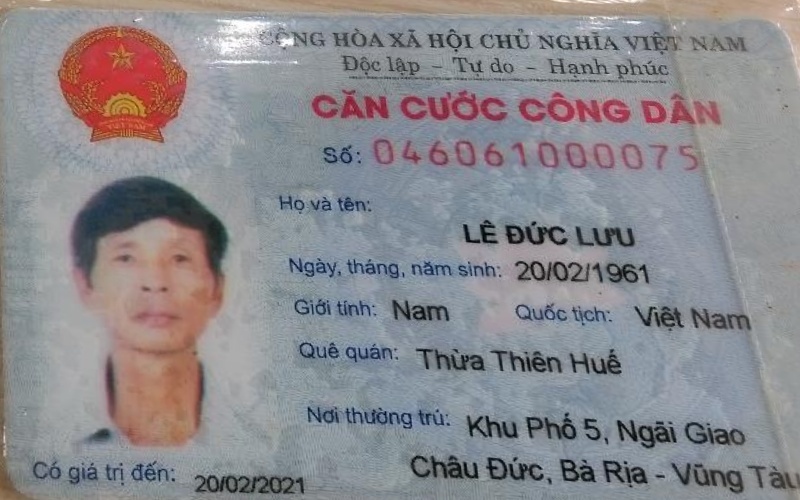 CỘNG HÒA XÃ HỘI CHỦ NGHĨA VIỆT NAM
Độc lập – Tự do – Hạnh phúc
CĂN CƯỚC CÔNG DÂN
Số: 046061000075
Họ và tên:
LÊ ĐỨC LƯU
Ngày, tháng, năm sinh: 20/02/1961
Giới tính: Nam Quốc tịch: Việt Nam
Quê quán: Thừa Thiên Huế
Nơi thường trú: Khu Phố 5, Ngãi Giao
Châu Đức, Bà Rịa - Vũng Tàu
Có giá trị đến: 20/02/2021
VIỆT NAM